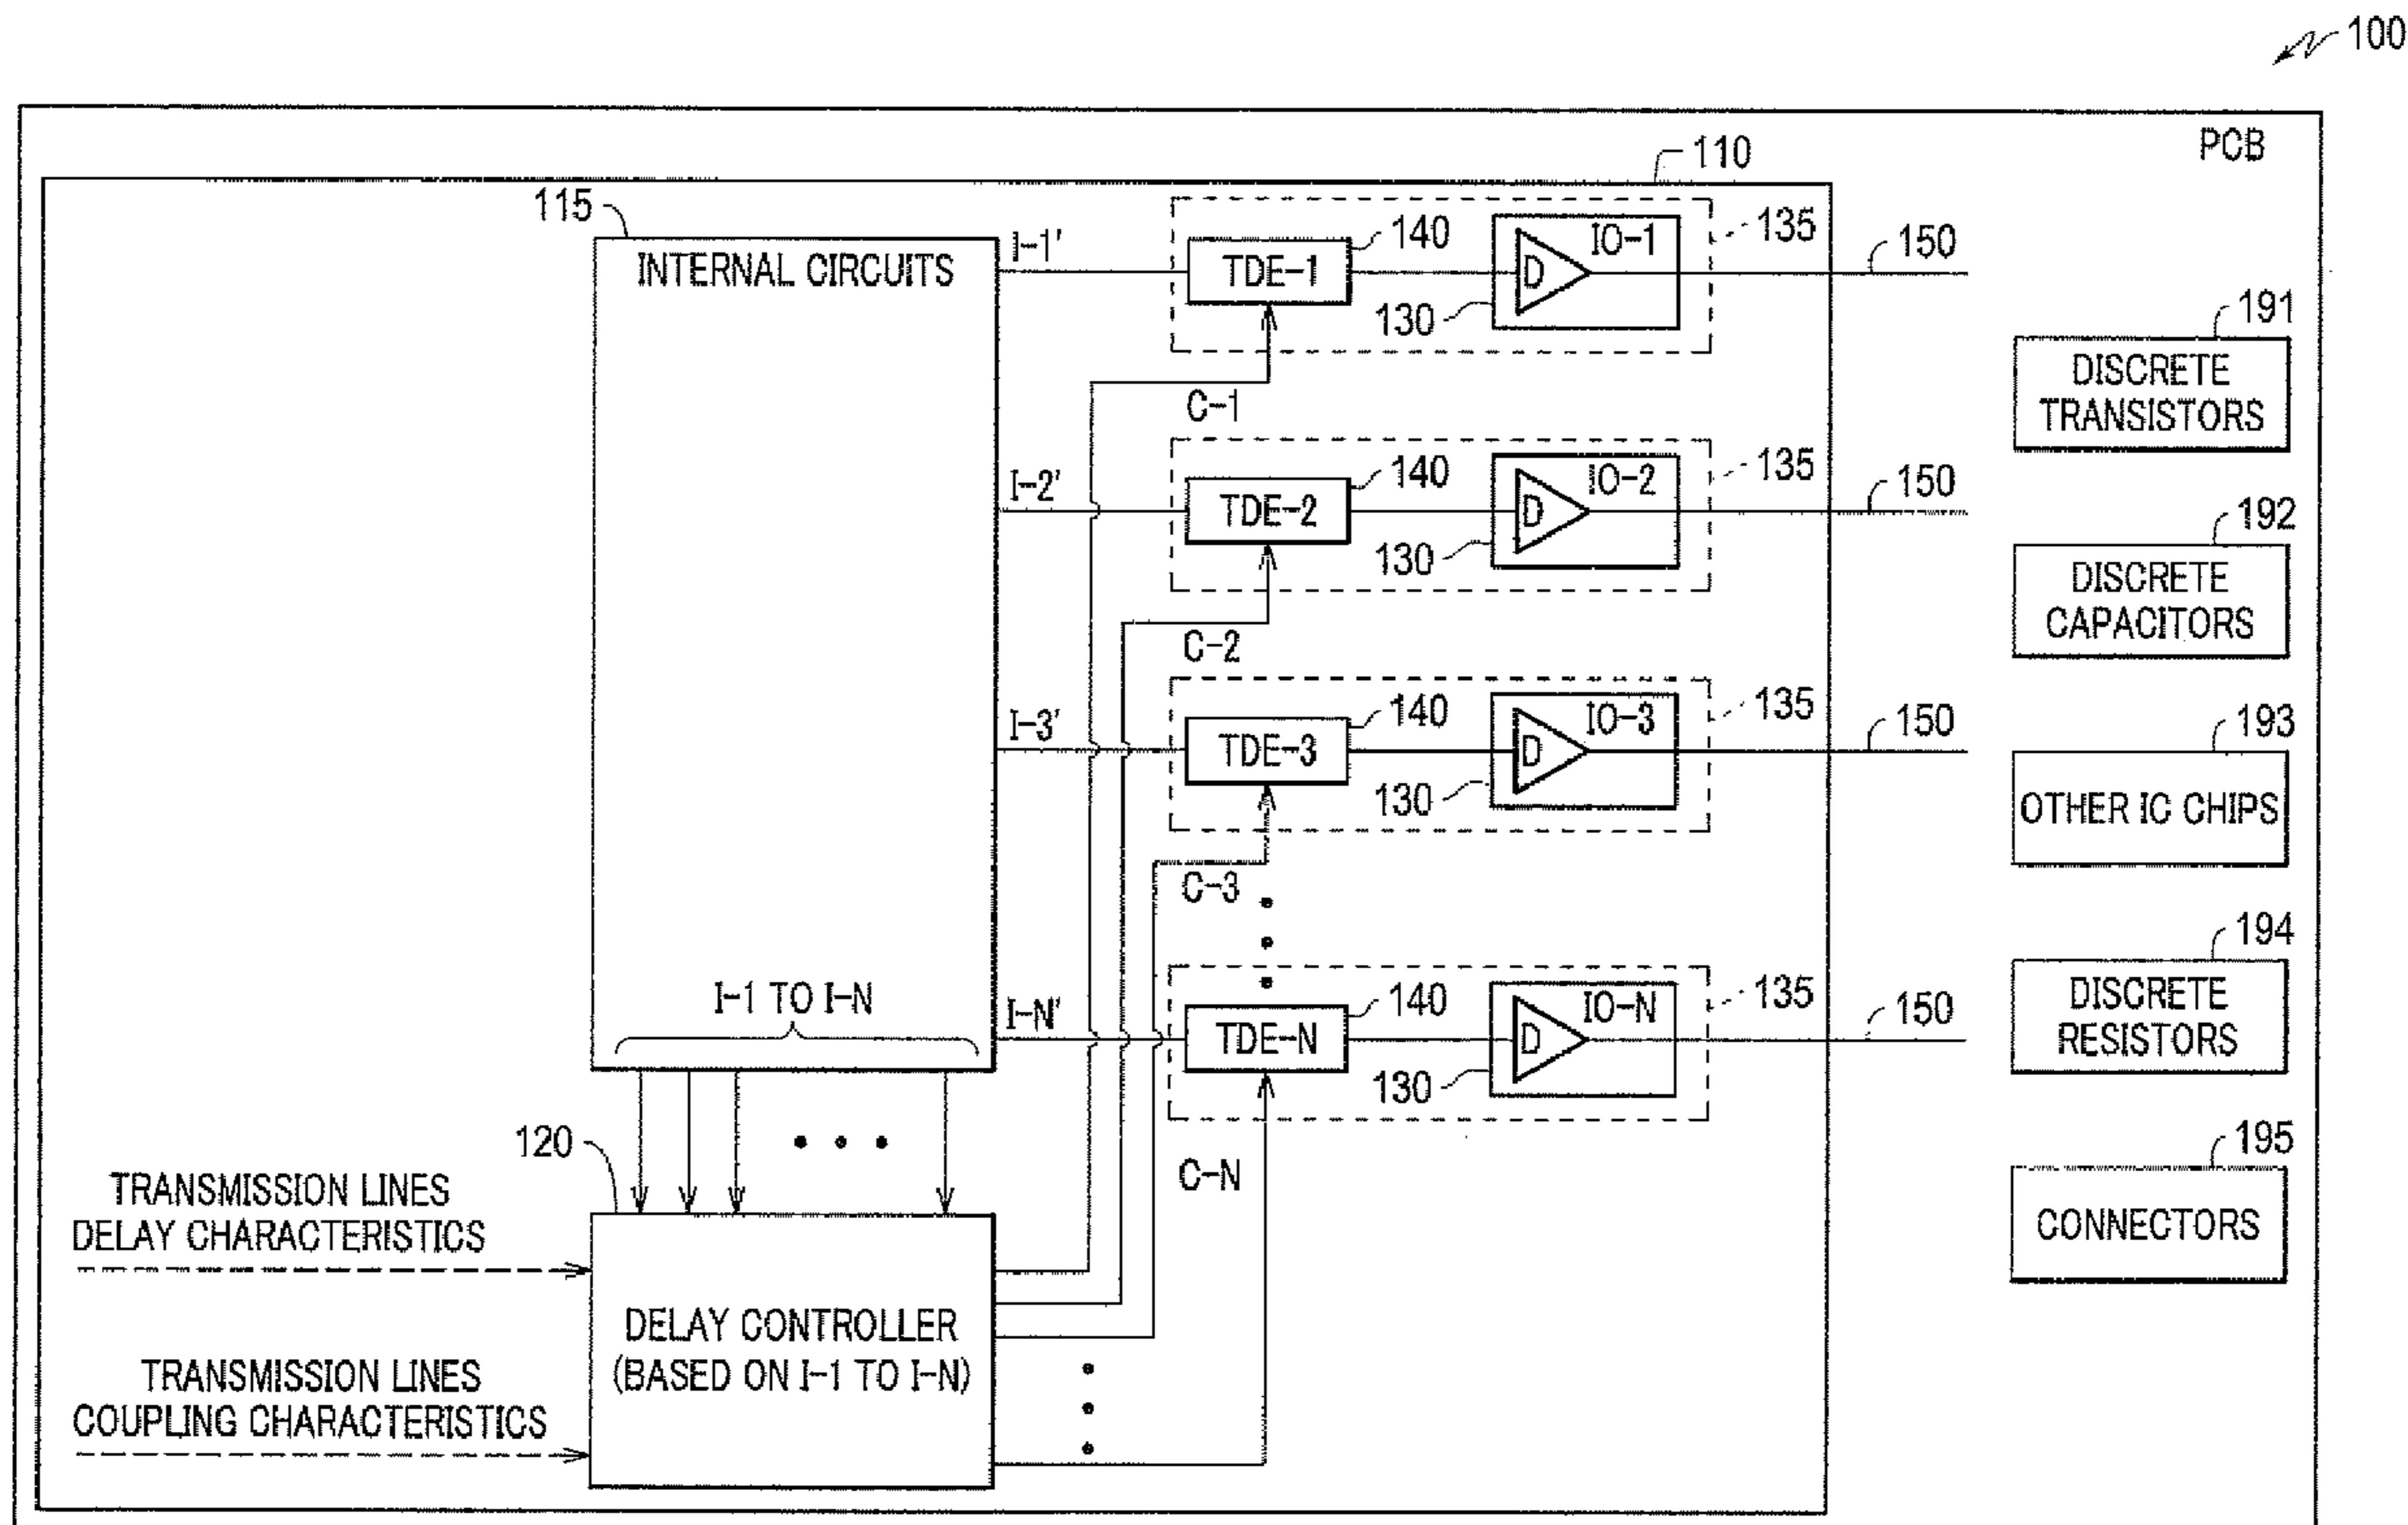 100
PCB
110
115
INTERNAL CIRCUITS
I-1'
TDE-1
140
IO-1
D
130
135
150
C-1
I-2'
TDE-2
140
IO-2
D
130
135
150
C-2
I-3'
TDE-3
140
IO-3
D
130
135
150
C-3
I-1 TO I-N
I-N'
TDE-N
140
IO-N
D
130
135
150
C-N
120
TRANSMISSION LINES
DELAY CHARACTERISTICS
TRANSMISSION LINES
COUPLING CHARACTERISTICS
DELAY CONTROLLER
(BASED ON I-1 TO I-N)
191
DISCRETE
TRANSISTORS
192
DISCRETE
CAPACITORS
193
OTHER IC CHIPS
194
DISCRETE
RESISTORS
195
CONNECTORS